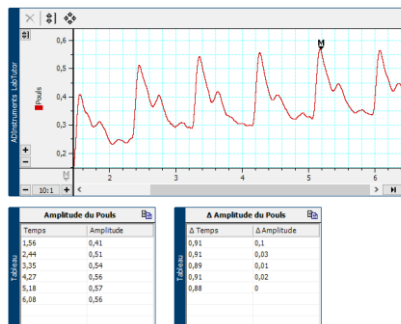 ADInstruments LabTutor
Pouls
0,6
0,5
0,4
0,3
0,2
M
2 3 4 5 6
10:1
Amplitude du Pouls
Tableau
Temps Amplitude
1,56 0,41
2,44 0,51
3,35 0,54
4,27 0,56
5,18 0,57
6,08 0,56
Δ Amplitude du Pouls
Tableau
Δ Temps Δ Amplitude
0,91 0,1
0,91 0,03
0,89 0,01
0,91 0,02
0,88 0